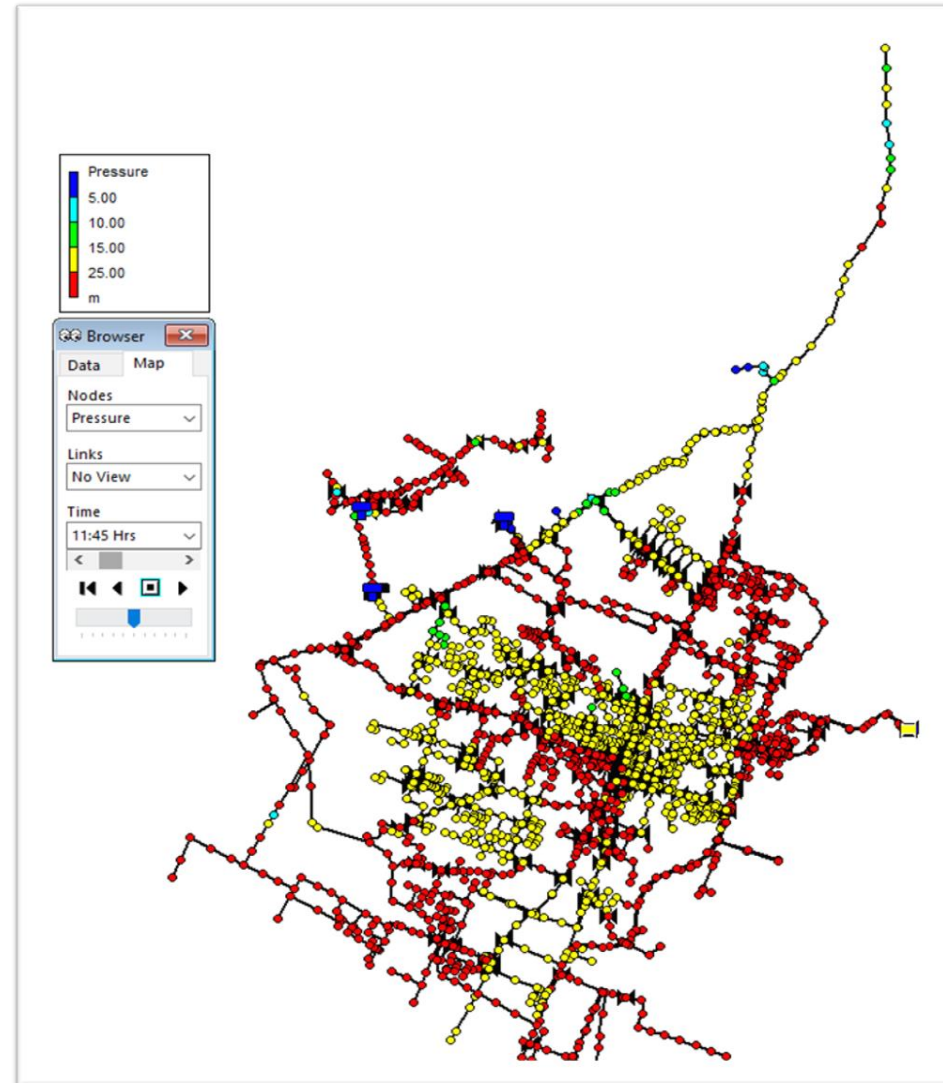 Pressure
5.00
10.00
15.00
25.00
m
Browser
Data Map
Nodes
Pressure
Links
No View
Time
11:45 Hrs